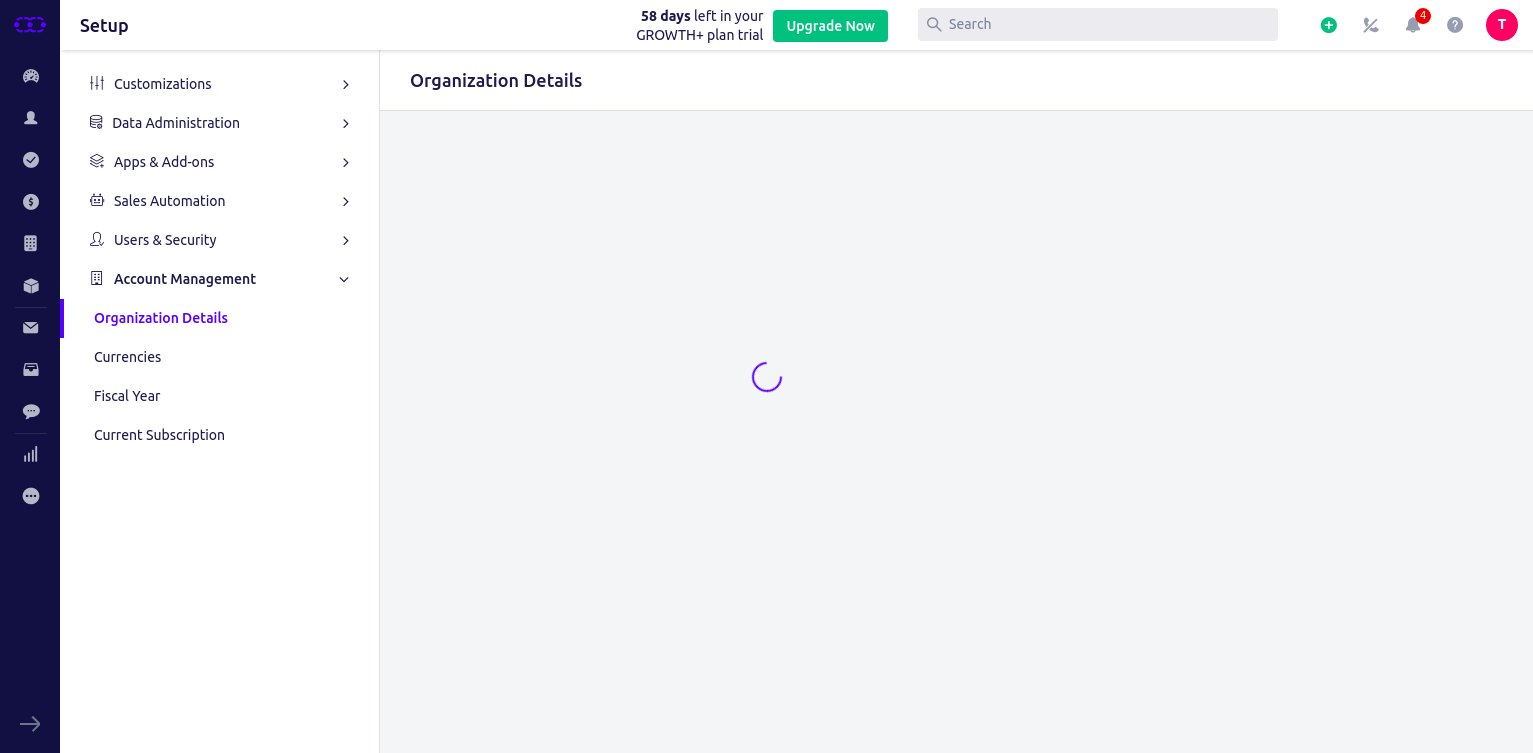 Setup
58 days left in your
GROWTH+ plan trial
Upgrade Now
Search
4
T
Customizations
Data Administration
Apps & Add-ons
Sales Automation
Users & Security
Account Management
Organization Details
Currencies
Fiscal Year
Current Subscription
Organization Details